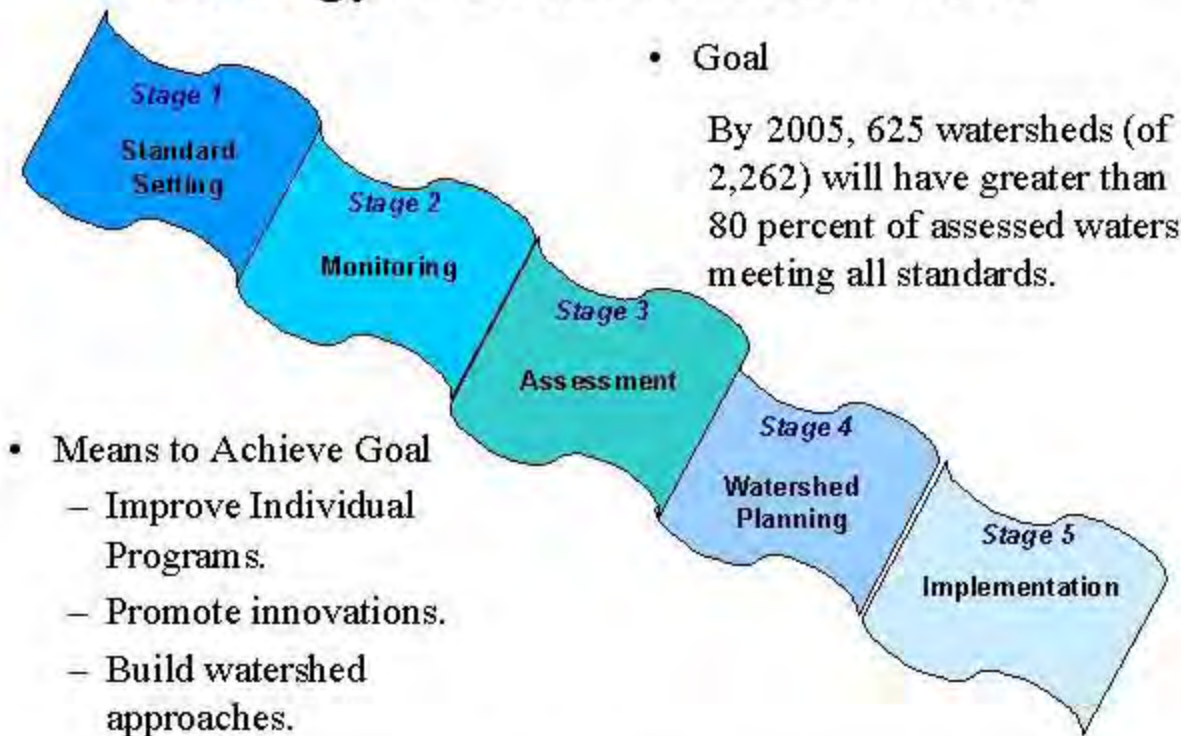 Stage 1
Standard
Setting
Stage 2
Monitoring
Stage 3
Assessment
Stage 4
Watershed
Planning
Stage 5
Implementation
• Goal
By 2005, 625 watersheds (of
2,262) will have greater than
80 percent of assessed waters
meeting all standards.
• Means to Achieve Goal
– Improve Individual
Programs.
– Promote innovations.
– Build watershed
approaches.